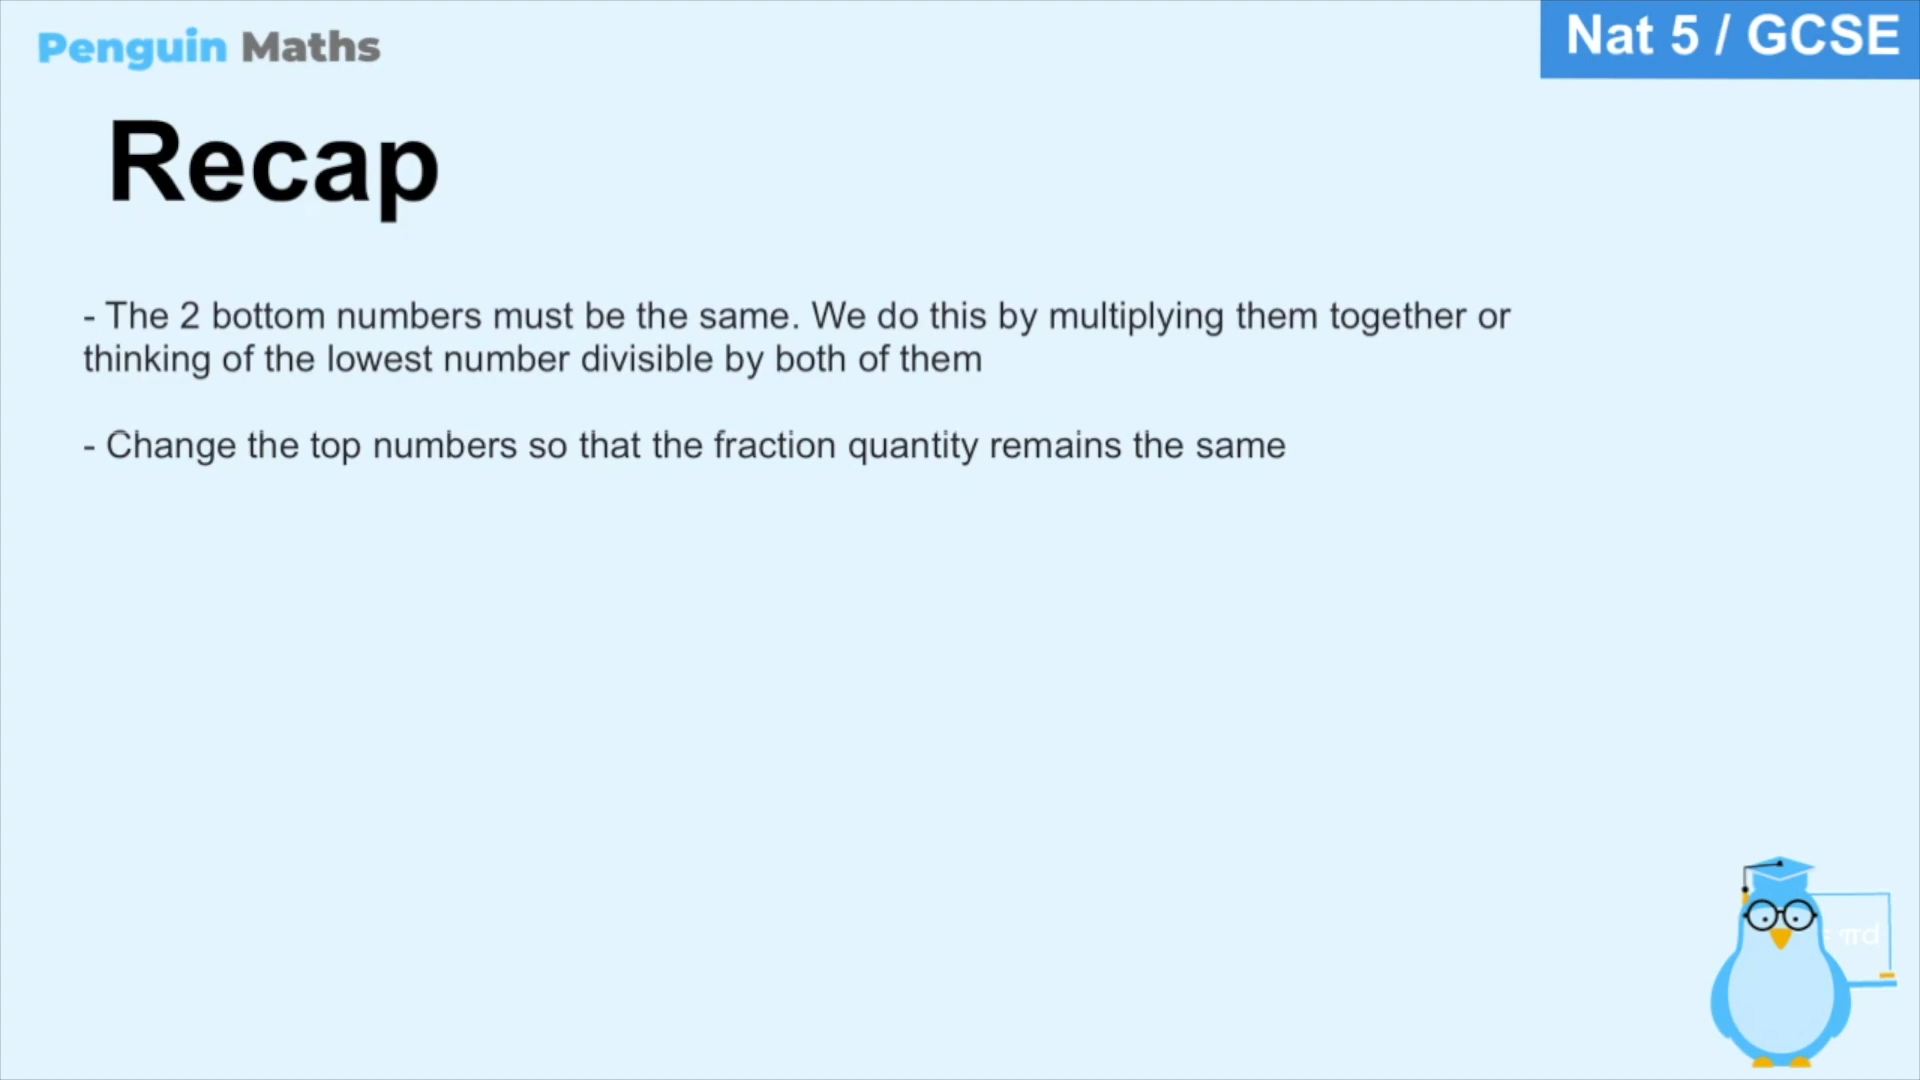 Penguin Maths
Nat 5 / GCSE
Recap
- The 2 bottom numbers must be the same. We do this by multiplying them together or
thinking of the lowest number divisible by both of them
- Change the top numbers so that the fraction quantity remains the same
= πd